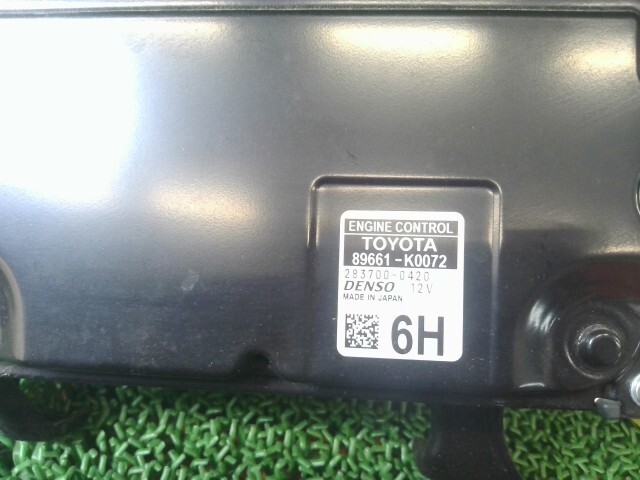 ENGINE CONTROL
TOYOTA
89661-K0072
283700-0420
DENSO 12V
MADE IN JAPAN
6H